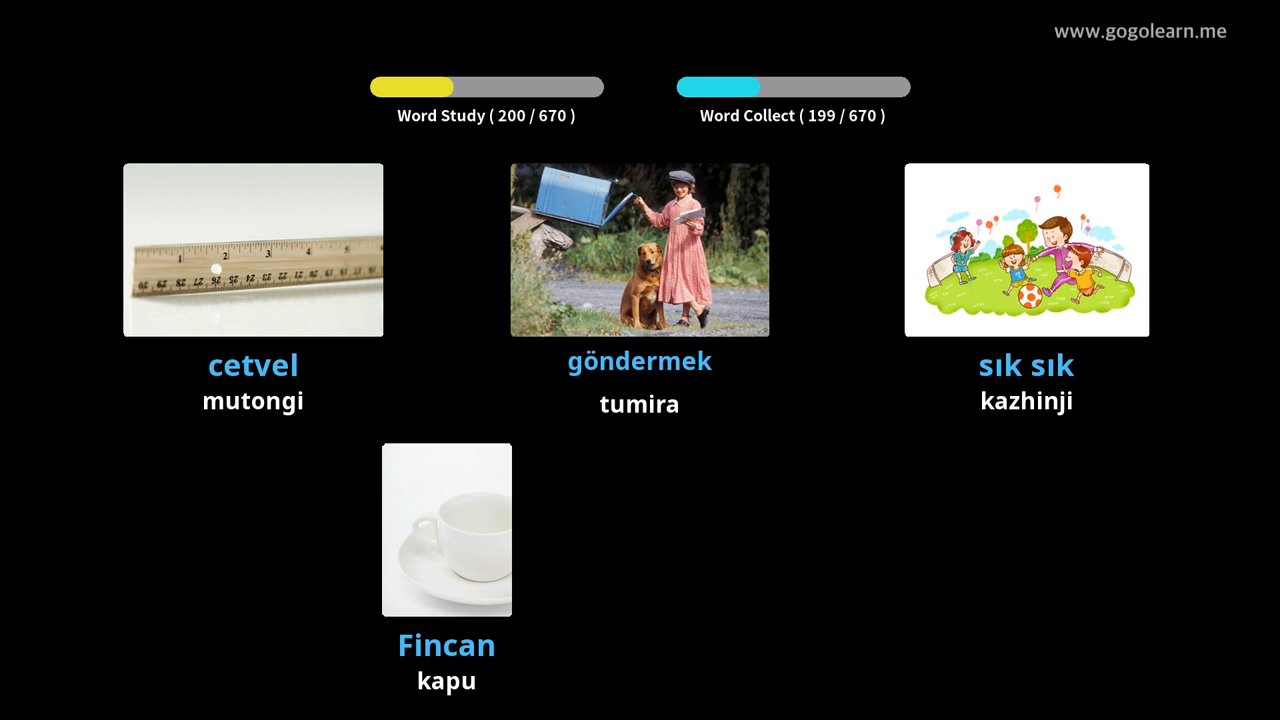 www.gogolearn.me
Word Study ( 200 / 670 )
Word Collect ( 199 / 670 )
cetvel
mutongi
göndermek
tumira
sık sık
kazhinji
Fincan
kapu